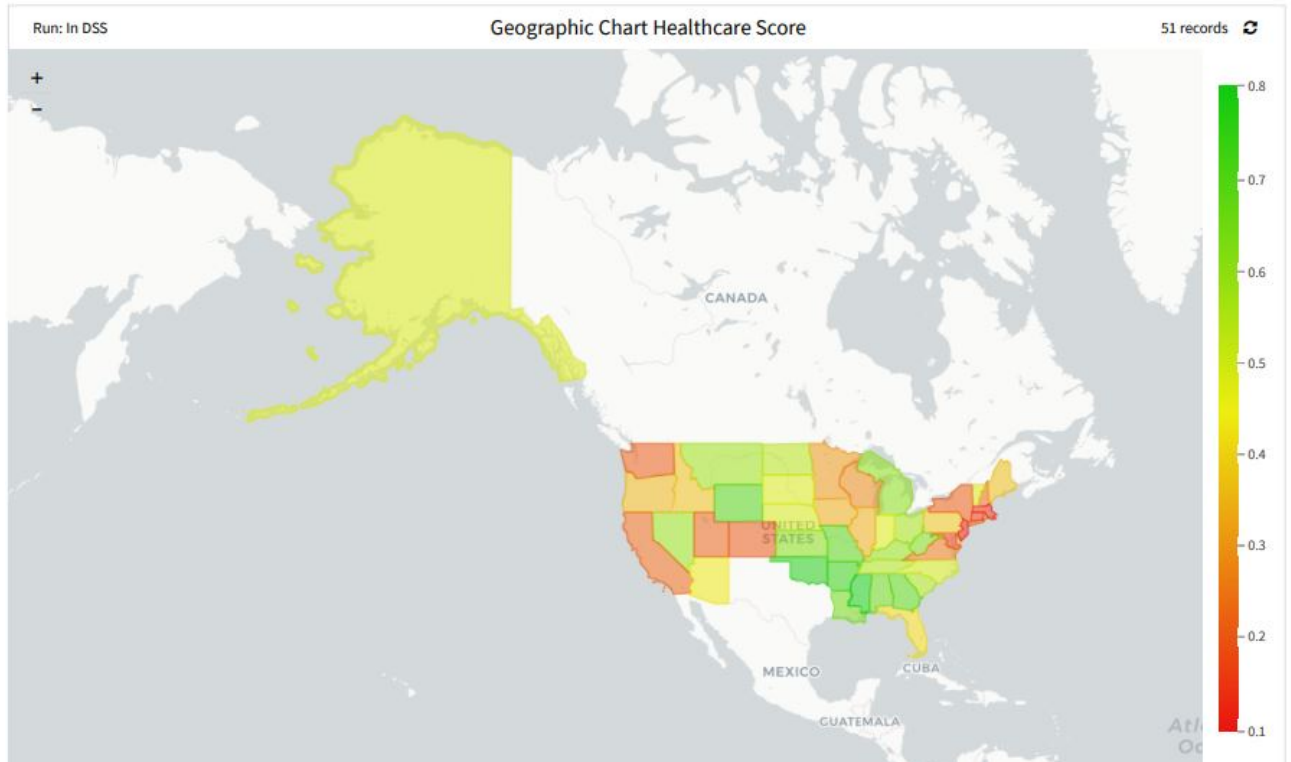 Run: In DSS
Geographic Chart Healthcare Score
51 records
+
−
0.8
0.7
0.6
0.5
0.4
0.3
0.2
0.1
CANADA
UNITED
STATES
MEXICO
CUBA
GUATEMALA